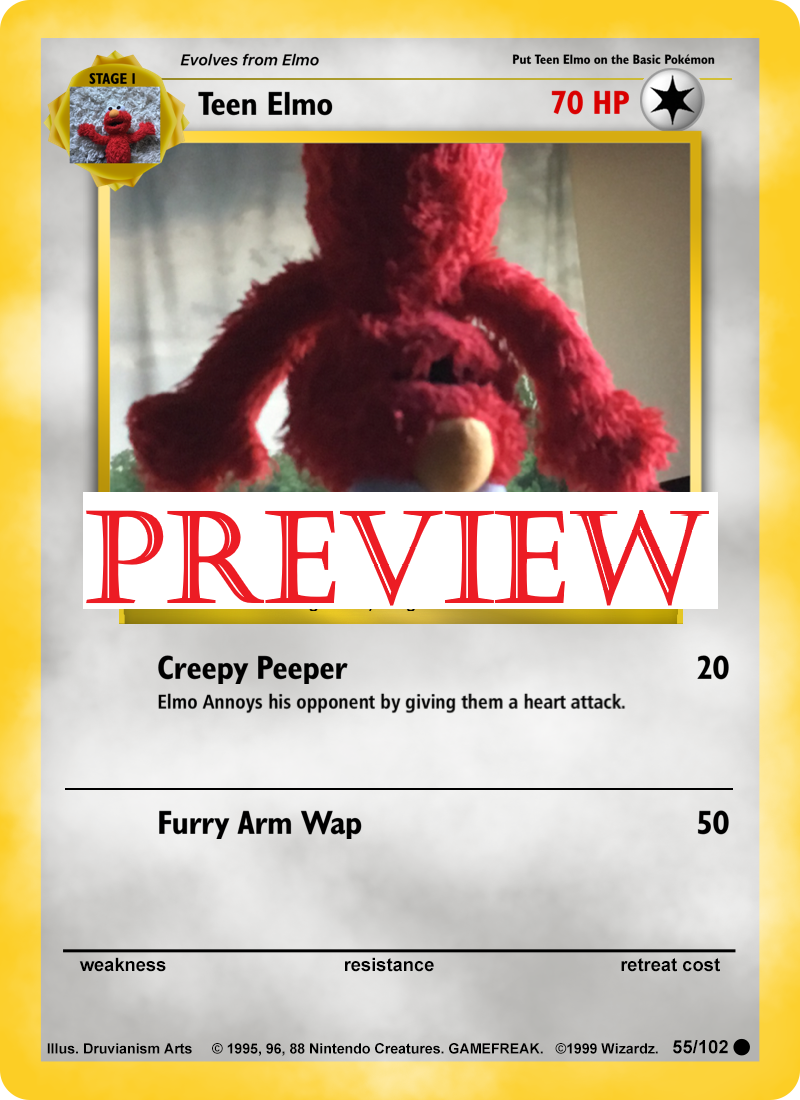 Evolves from Elmo
Put Teen Elmo on the Basic Pokémon
STAGE I
Teen Elmo
70 HP
PREVIEW
Creepy Peeper 20
Elmo Annoys his opponent by giving them a heart attack.
Furry Arm Wap 50
weakness resistance retreat cost
Illus. Druvianism Arts © 1995, 96, 88 Nintendo Creatures. GAMEFREAK. ©1999 Wizardz. 55/102